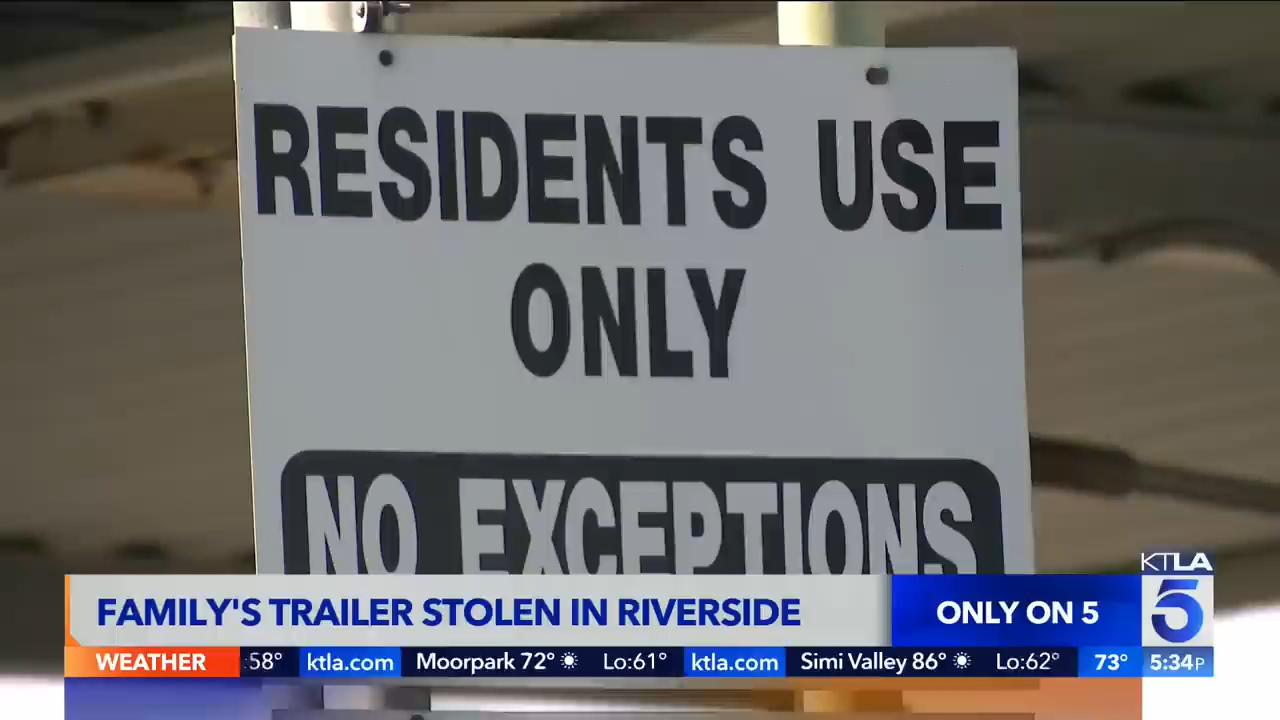 RESIDENTS USE
ONLY
NO EXCEPTIONS
KTLA
5
FAMILY'S TRAILER STOLEN IN RIVERSIDE
ONLY ON 5
WEATHER
58° ktla.com Moorpark 72° Lo:61° ktla.com Simi Valley 86° Lo:62°
73° 5:34P